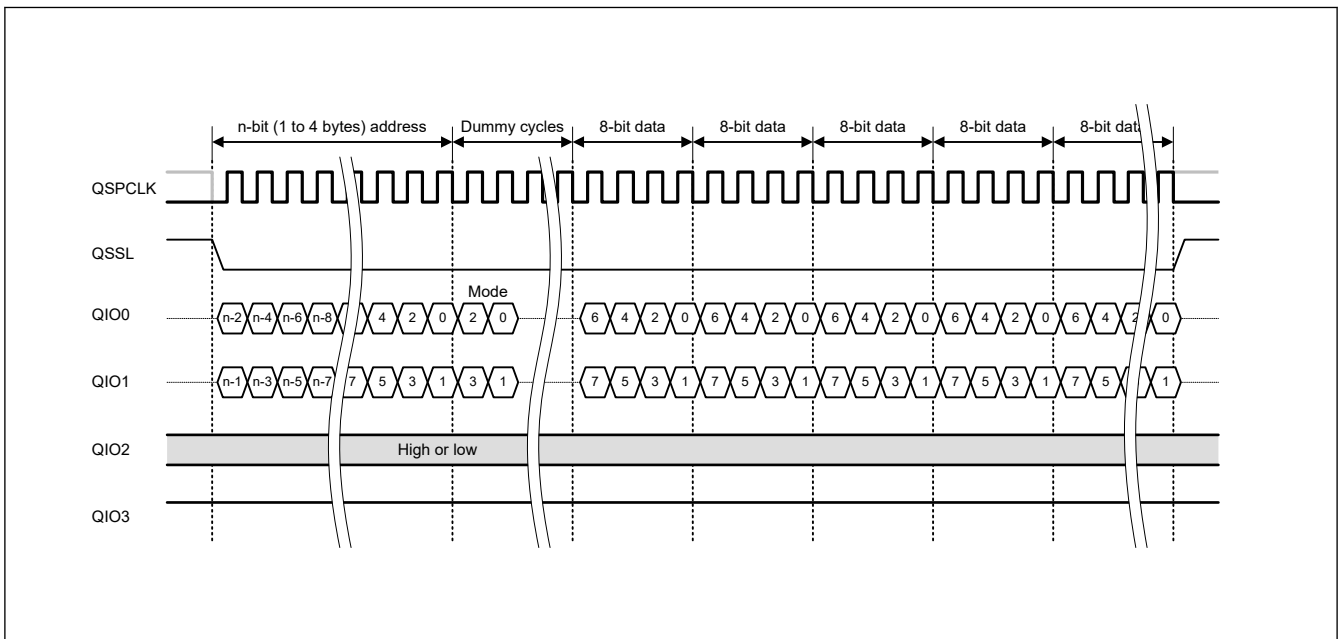 n-bit (1 to 4 bytes) address Dummy cycles 8-bit data 8-bit data 8-bit data 8-bit data 8-bit data
QSPCLK
QSSL
Mode
QIO0 n-2 n-4 n-6 n-8 4 2 0 2 0 6 4 2 0 6 4 2 0 6 4 2 0 6 4 2 0 6 4 2 0
QIO1 n-1 n-3 n-5 n-7 7 5 3 1 3 1 7 5 3 1 7 5 3 1 7 5 3 1 7 5 3 1 7 5 1
QIO2 High or low
QIO3